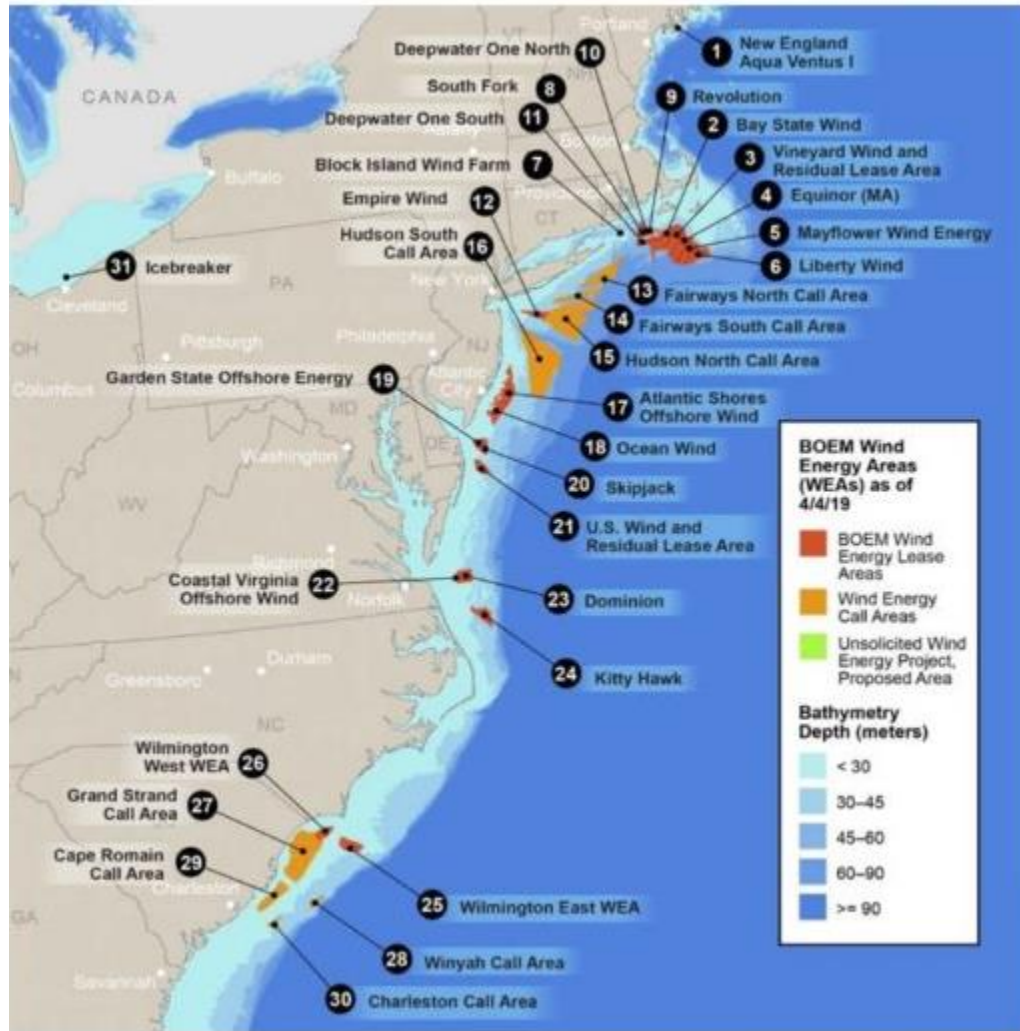 Portland
1
New England
Aqua Ventus I
VT
NH
Deepwater One North
10
South Fork
8
9
Revolution
Deepwater One South
11
2
Bay State Wind
Block Island Wind Farm
7
3
Vineyard Wind and
Residual Lease Area
Empire Wind
12
4
Equinor (MA)
Hudson South
Call Area
16
5
Mayflower Wind Energy
6
Liberty Wind
CANADA
Albany
Boston
Buffalo
Providence
CT
31
Icebreaker
Cleveland
PA
New York
13
Fairways North Call Area
14
Fairways South Call Area
15
Hudson North Call Area
OH
Pittsburgh
Philadelphia
NJ
Columbus
Garden State Offshore Energy
19
Atlantic
City
17
Atlantic Shores
Offshore Wind
MD
DE
18
Ocean Wind
Washington
20
Skipjack
WV
21
U.S. Wind and
Residual Lease Area
Richmond
Coastal Virginia
Offshore Wind
22
Norfolk
23
Dominion
24
Kitty Hawk
Durham
Greensboro
NC
Wilmington
West WEA
26
Grand Strand
Call Area
27
Cape Romain
Call Area
29
Charleston
25
Wilmington East WEA
GA
28
Winyah Call Area
Savannah
30
Charleston Call Area
BOEM Wind
Energy Areas
(WEAs) as of
4/4/19
BOEM Wind
Energy Lease
Areas
Wind Energy
Call Areas
Unsolicited Wind
Energy Project,
Proposed Area
Bathymetry
Depth (meters)
< 30
30–45
45–60
60–90
>= 90